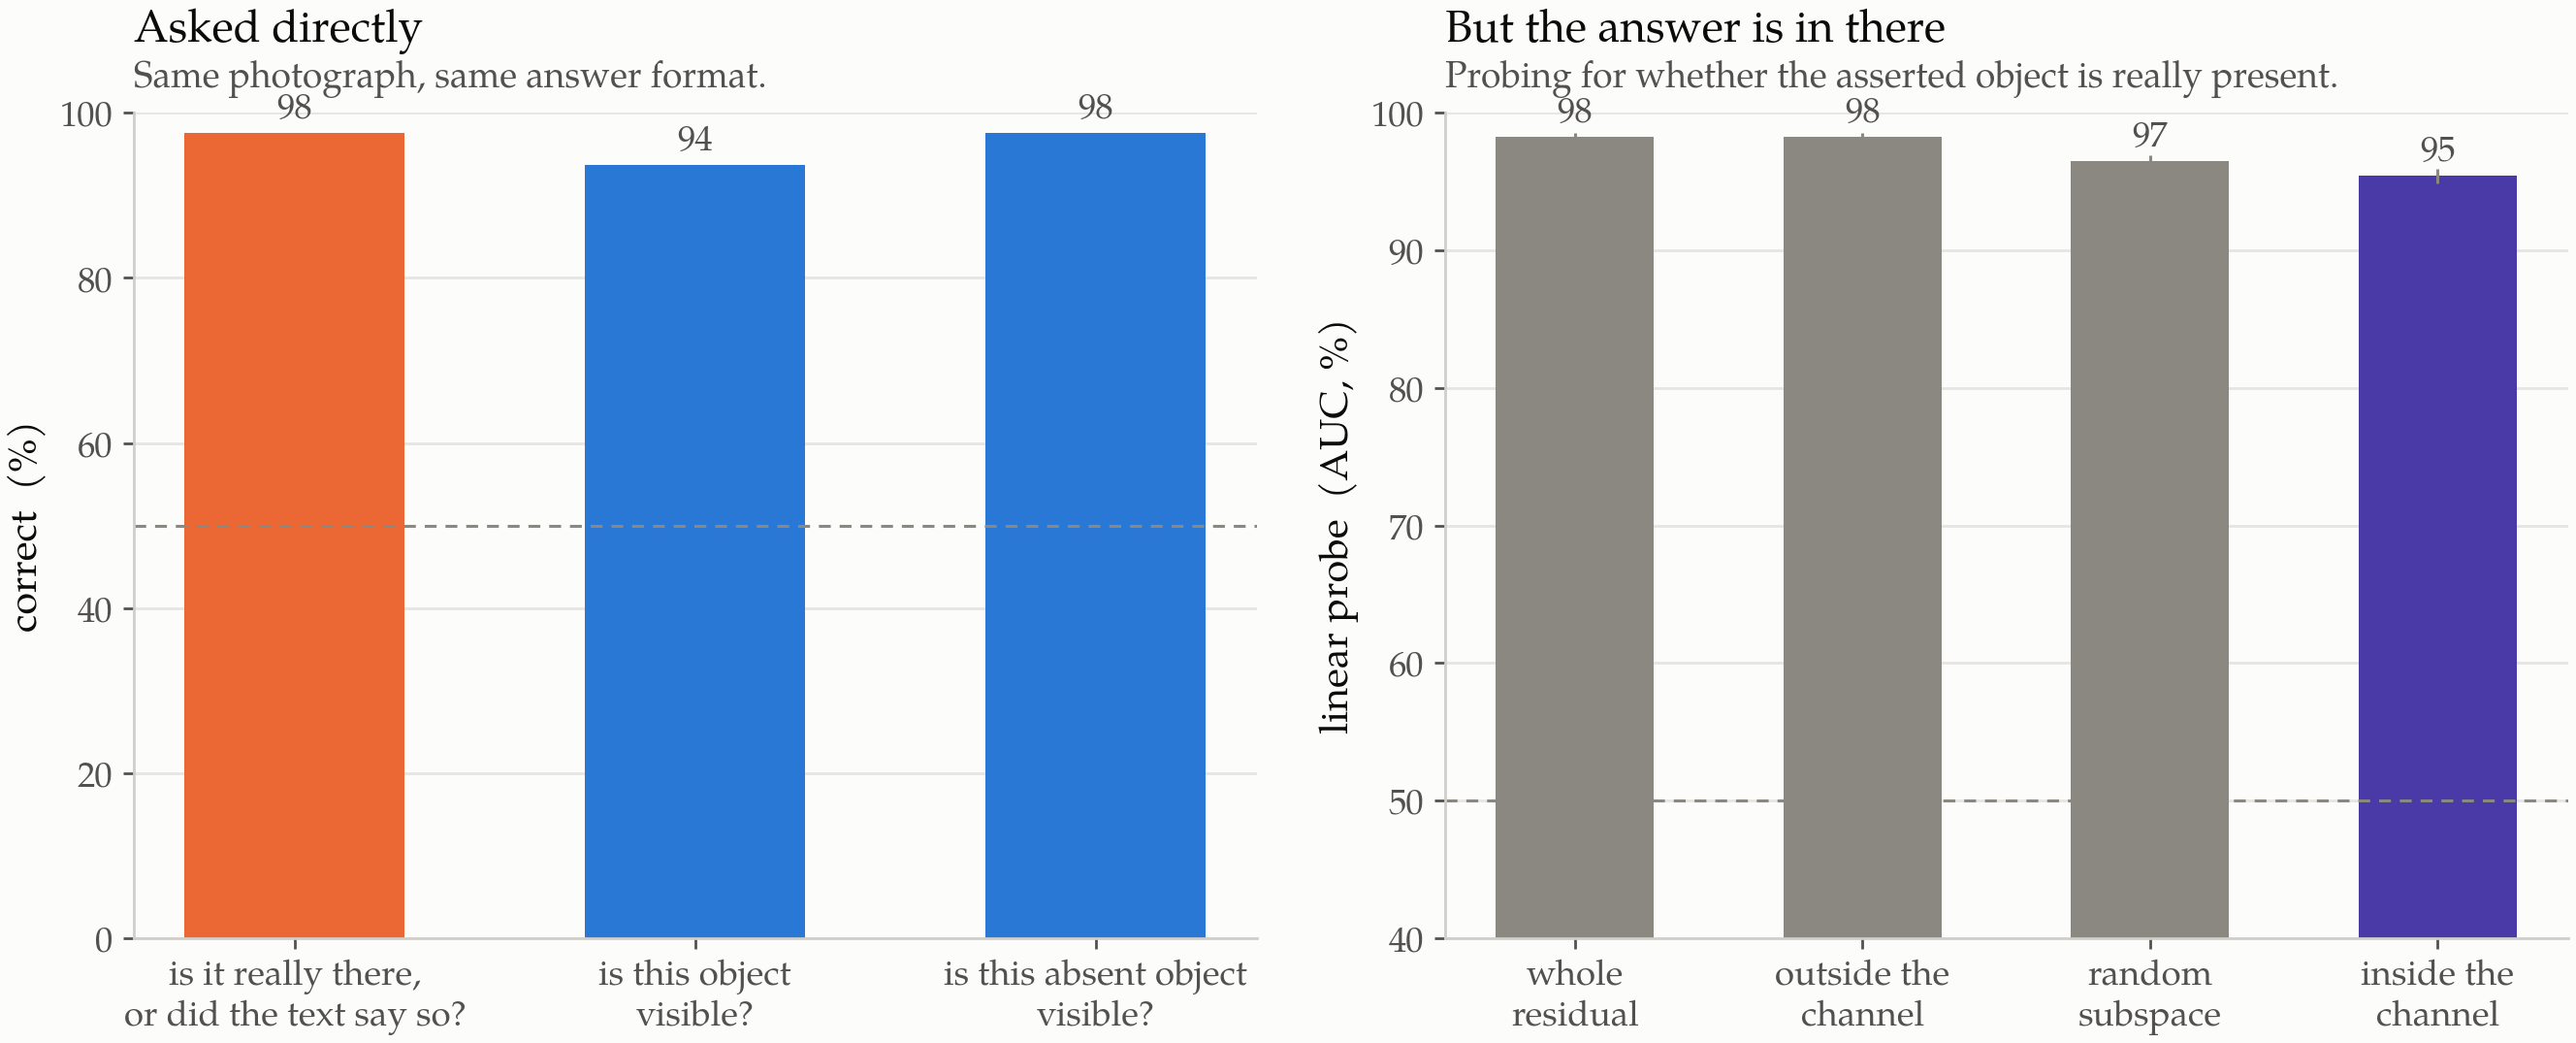 Asked directly
Same photograph, same answer format.
98
94
98
100
80
60
40
20
0
correct (%)
is it really there,
or did the text say so?
is this object
visible?
is this absent object
visible?
But the answer is in there
Probing for whether the asserted object is really present.
98
98
97
95
100
90
80
70
60
50
40
linear probe (AUC, %)
whole
residual
outside the
channel
random
subspace
inside the
channel